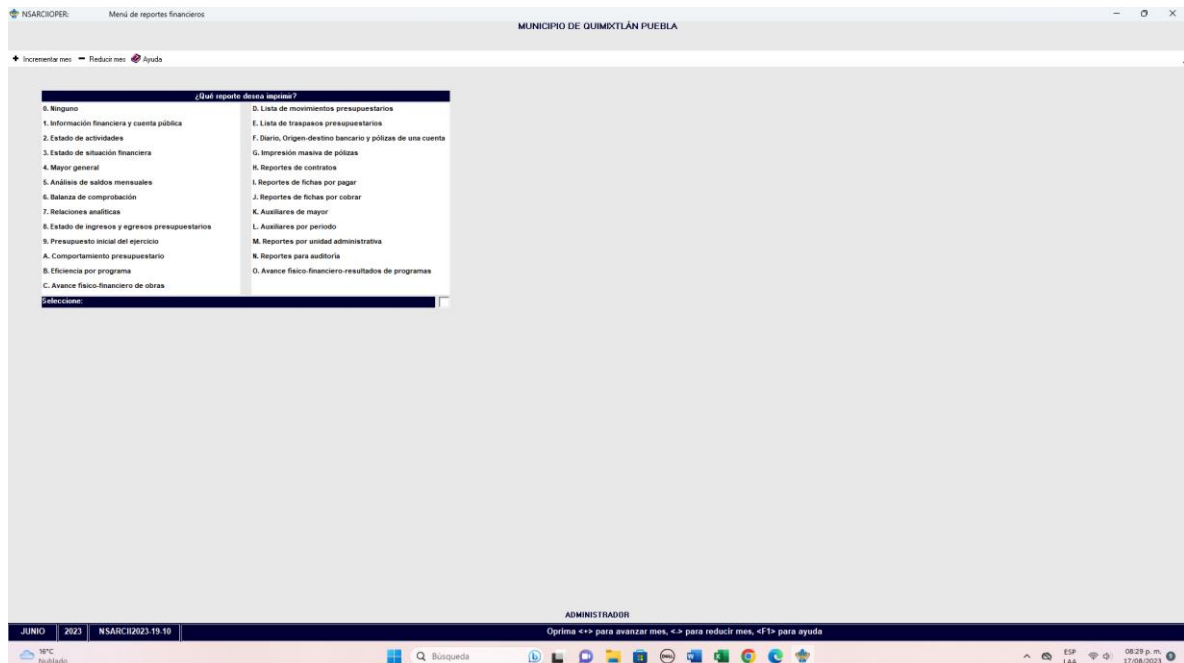 NSARCIIOPER: Menú de reportes financieros
MUNICIPIO DE QUIMIXTLÁN PUEBLA
Incrementar mes Reducir mes Ayuda
¿Qué reporte desea imprimir?
0. Ninguno
1. Información financiera y cuenta pública
2. Estado de actividades
3. Estado de situación financiera
4. Mayor general
5. Análisis de saldos mensuales
6. Balanza de comprobación
7. Relaciones analíticas
8. Estado de ingresos y egresos presupuestarios
9. Presupuesto inicial del ejercicio
A. Comportamiento presupuestario
B. Eficiencia por programa
C. Avance físico-financiero de obras
D. Lista de movimientos presupuestarios
E. Lista de traspasos presupuestarios
F. Diario, Origen-destino bancario y pólizas de una cuenta
G. Impresión masiva de pólizas
H. Reportes de contratos
I. Reportes de fichas por pagar
J. Reportes de fichas por cobrar
K. Auxiliares de mayor
L. Auxiliares por periodo
M. Reportes por unidad administrativa
N. Reportes para auditoría
O. Avance físico-financiero-resultados de programas
Seleccione:
ADMINISTRADOR
JUNIO 2023 NSARCII2023-19-10 Oprima <+> para avanzar mes, <-> para reducir mes, <F1> para ayuda
16°C
Nublado
Búsqueda
ESP
LAA
08:29 p. m.
17/08/2023